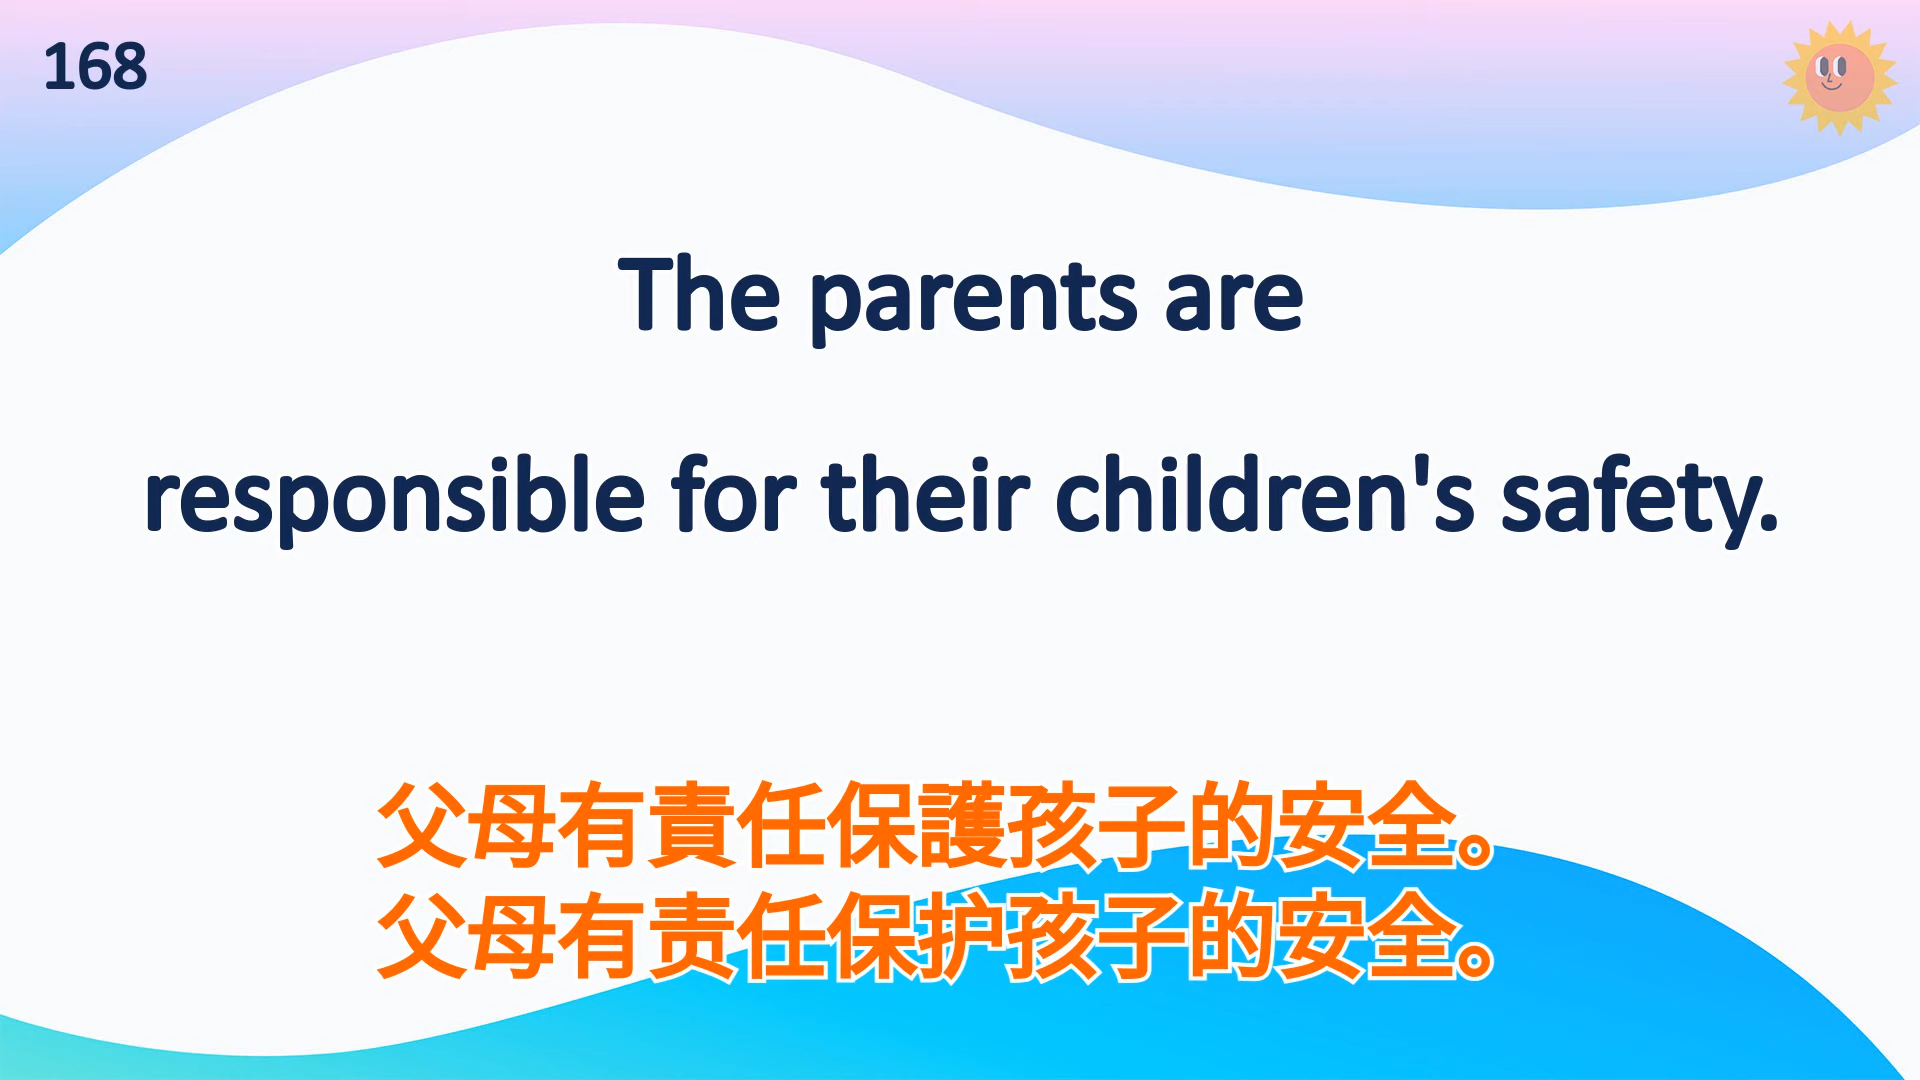 168
The parents are
responsible for their children's safety.
父母有責任保護孩子的安全。
父母有责任保护孩子的安全。